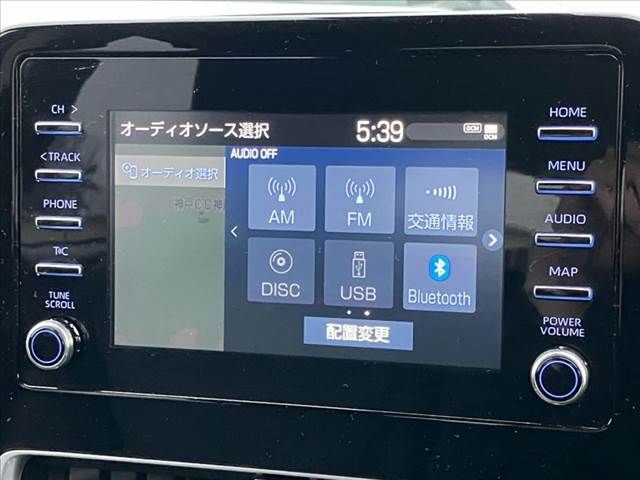 CH >
< TRACK
PHONE
T・C
TUNE
SCROLL
オーディオソース選択
5:39
DCM
DCM
オーディオ選択
AUDIO OFF
AM
FM
交通情報
DISC
USB
Bluetooth
配置変更
HOME
MENU
AUDIO
MAP
POWER
VOLUME